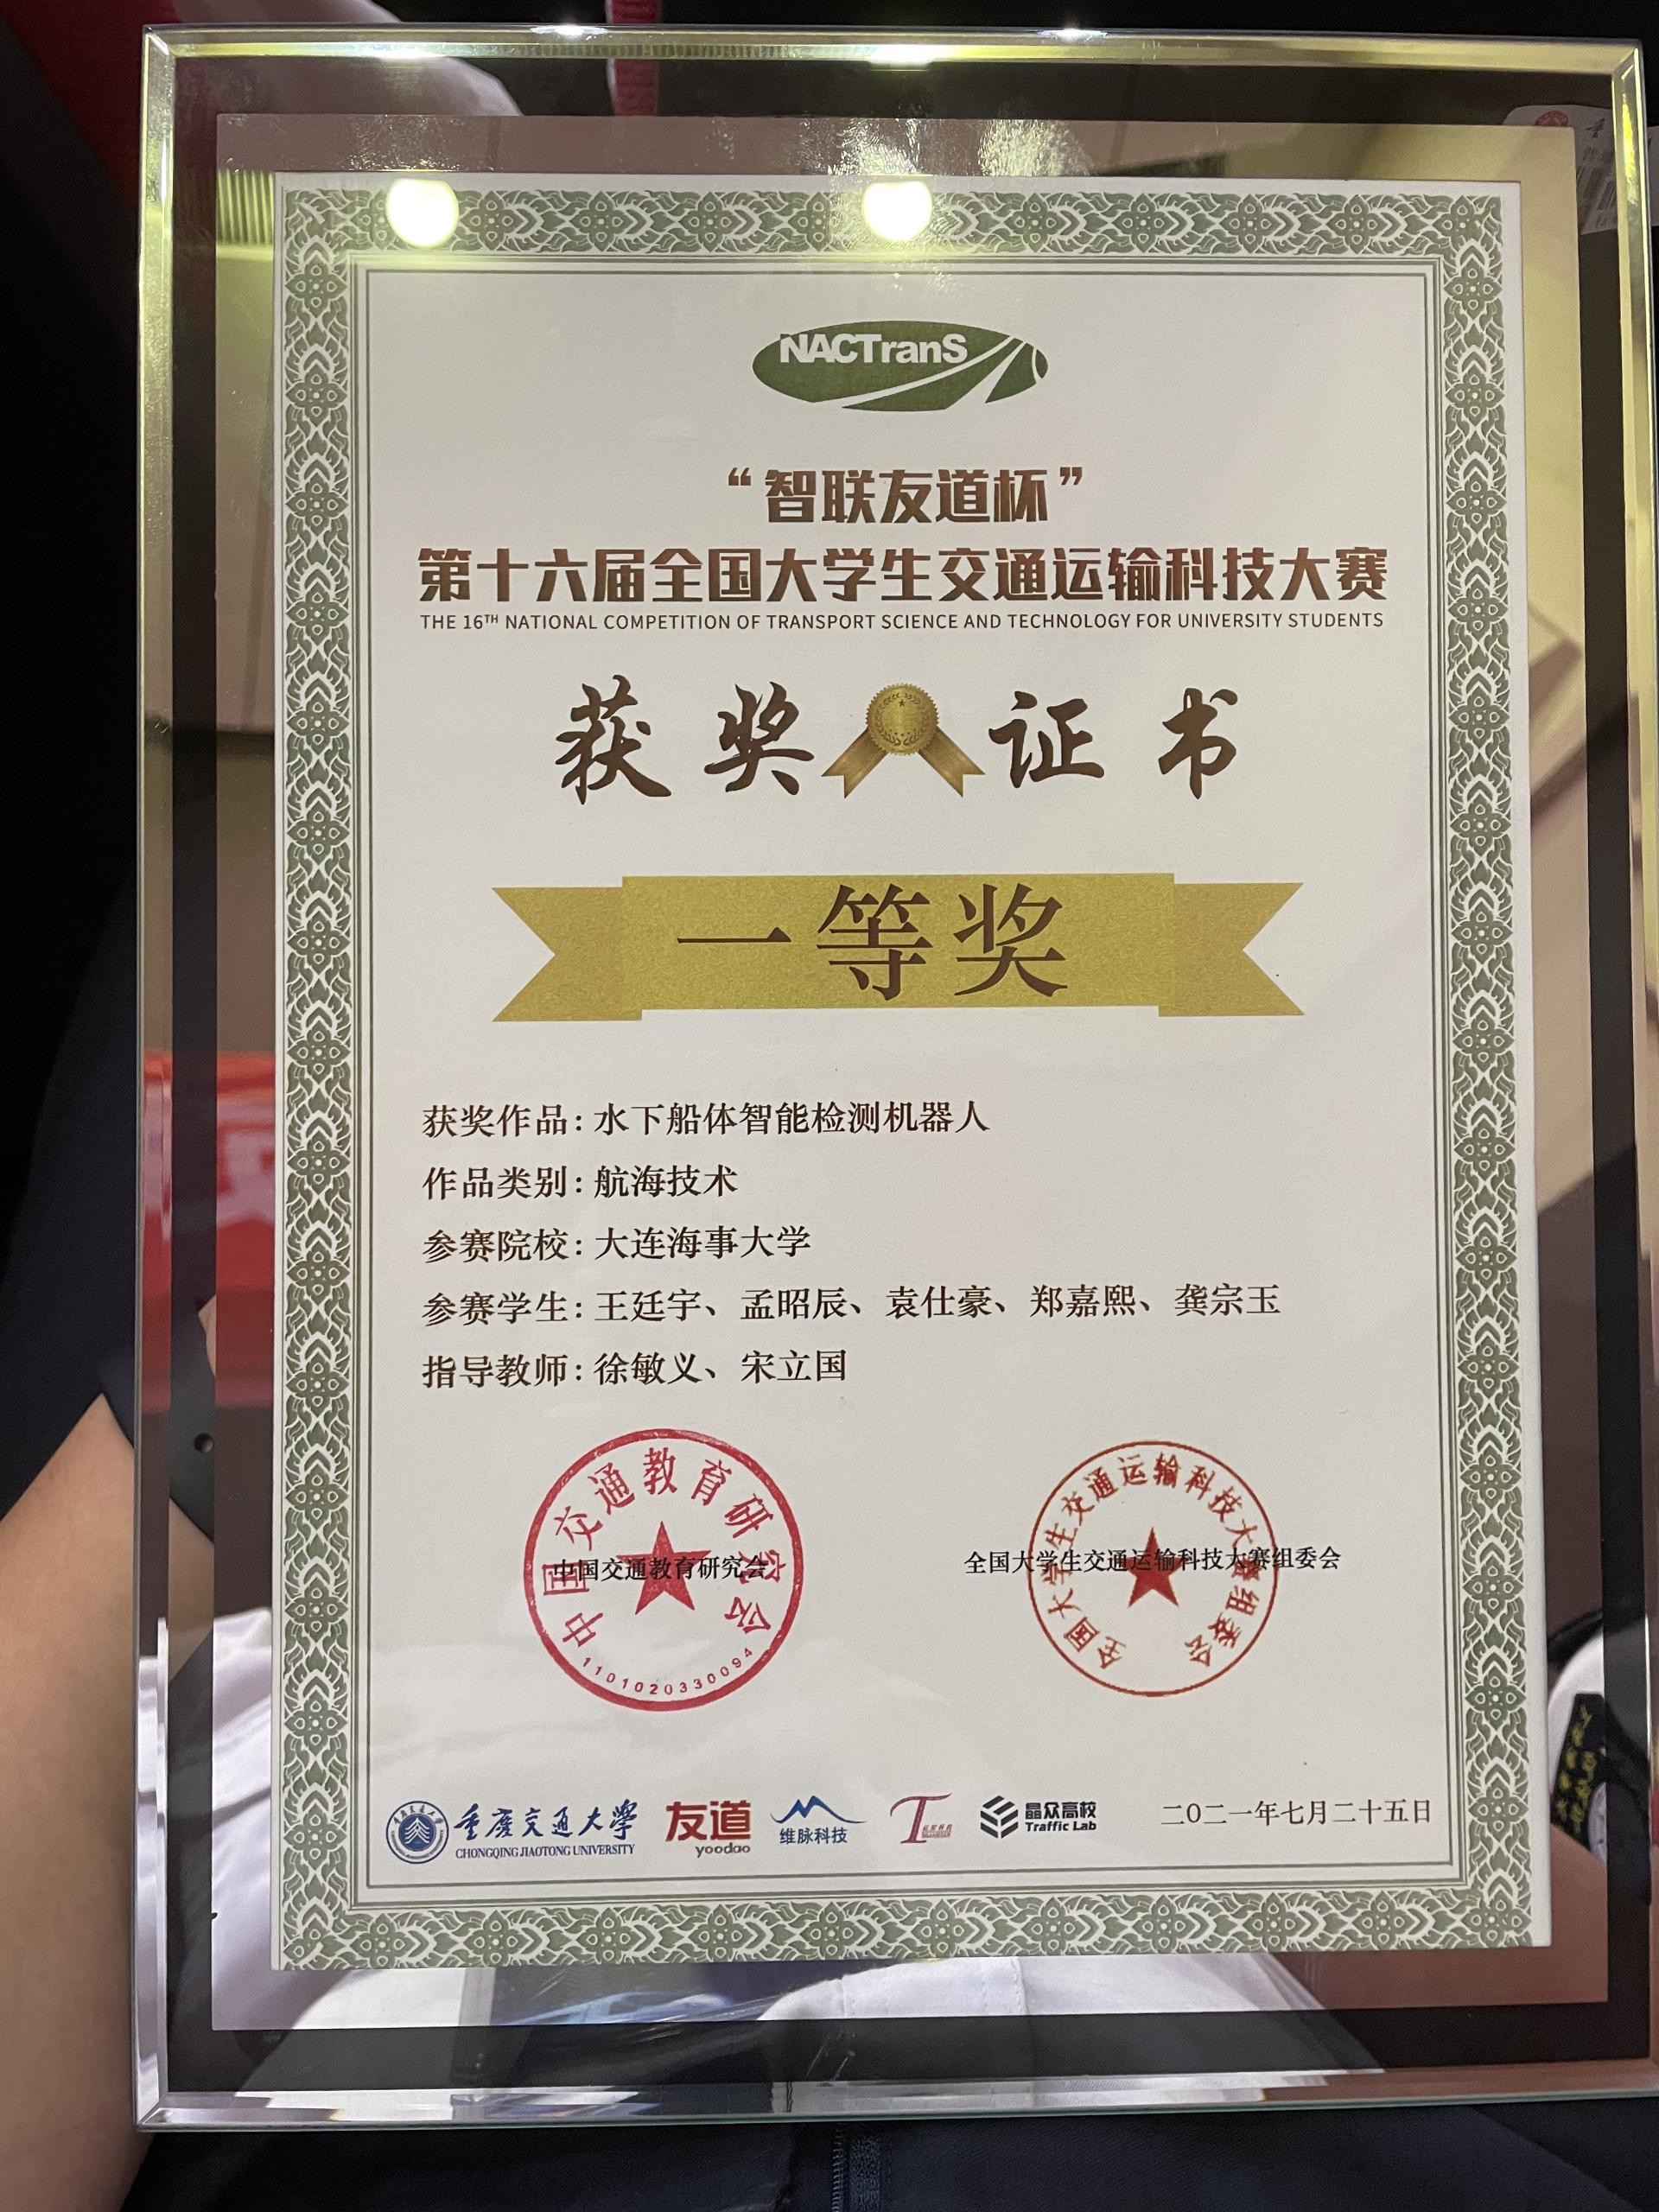 NACTranS
“智联友道杯”
第十六届全国大学生交通运输科技大赛
THE 16TH NATIONAL COMPETITION OF TRANSPORT SCIENCE AND TECHNOLOGY FOR UNIVERSITY STUDENTS
获奖证书
一等奖
获奖作品：水下船体智能检测机器人
作品类别：航海技术
参赛院校：大连海事大学
参赛学生：王廷宇、孟昭辰、袁仕豪、郑嘉熙、龚宗玉
指导教师：徐敏义、宋立国
中国交通教育研究会
中国交通教育研究会
1101020330094
全国大学生交通运输科技大赛组委会
全国大学生交通运输科技大赛组委会
重庆交通大学
CHONGQING JIAOTONG UNIVERSITY
友道
yoodao
维脉科技
晶众高校
Traffic Lab
二〇二一年七月二十五日